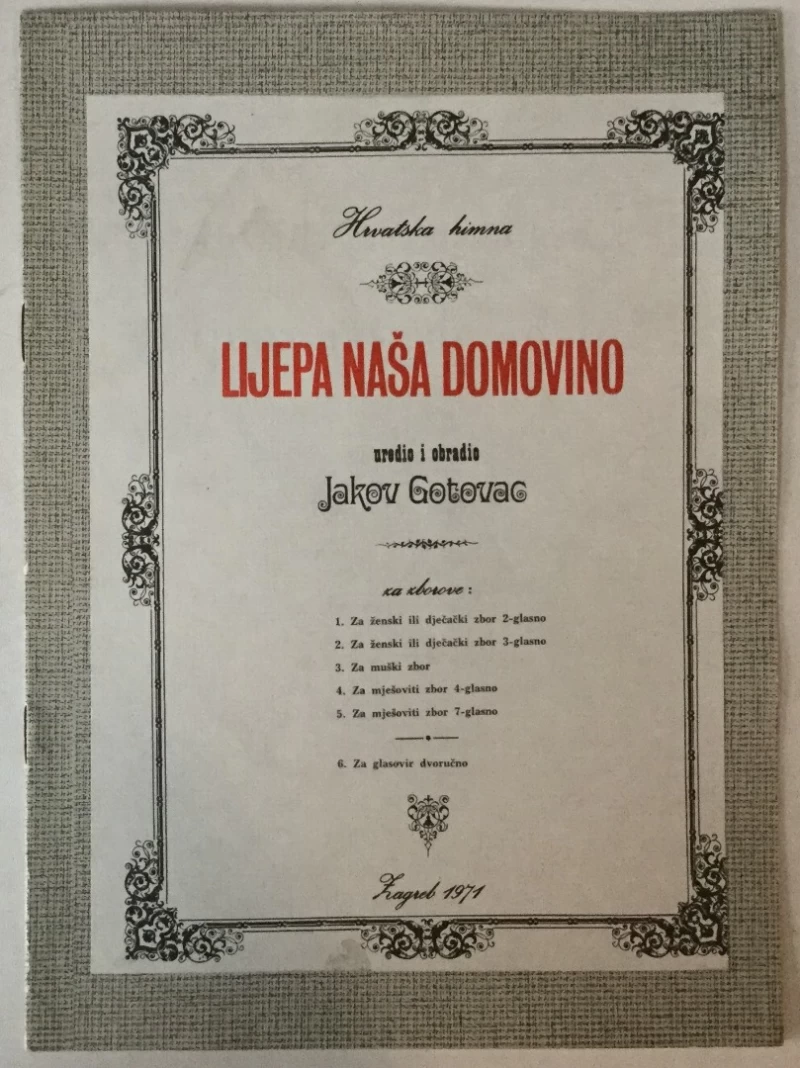 Hrvatska himna
LIJEPA NAŠA DOMOVINO
uredio i obradio
Jakov Gotovac
za zborove:
1. Za ženski ili dječački zbor 2-glasno
2. Za ženski ili dječački zbor 3-glasno
3. Za muški zbor
4. Za mješoviti zbor 4-glasno
5. Za mješoviti zbor 7-glasno
6. Za glasovir dvoručno
Zagreb 1971